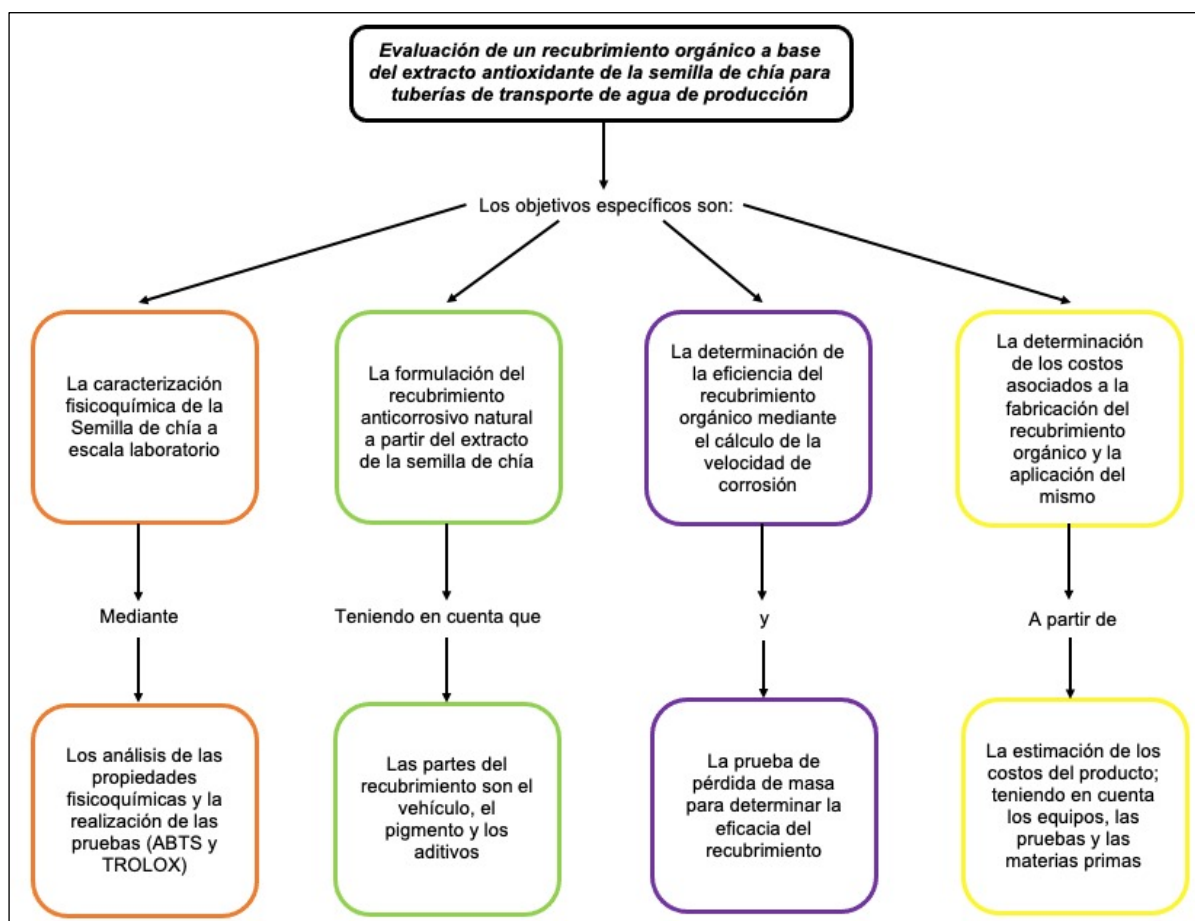 Evaluación de un recubrimiento orgánico a base
del extracto antioxidante de la semilla de chía para
tuberías de transporte de agua de producción
Los objetivos específicos son:
La caracterización
fisicoquímica de la
Semilla de chía a
escala laboratorio
La formulación del
recubrimiento
anticorrosivo natural
a partir del extracto
de la semilla de chía
La determinación de
la eficiencia del
recubrimiento
orgánico mediante
el cálculo de la
velocidad de
corrosión
La determinación
de los costos
asociados a la
fabricación del
recubrimiento
orgánico y la
aplicación del
mismo
Mediante
Teniendo en cuenta que
y
A partir de
Los análisis de las
propiedades
fisicoquímicas y la
realización de las
pruebas (ABTS y
TROLOX)
Las partes del
recubrimiento son el
vehículo, el
pigmento y los
aditivos
La prueba de
pérdida de masa
para determinar la
eficacia del
recubrimiento
La estimación de los
costos del producto;
teniendo en cuenta
los equipos, las
pruebas y las
materias primas